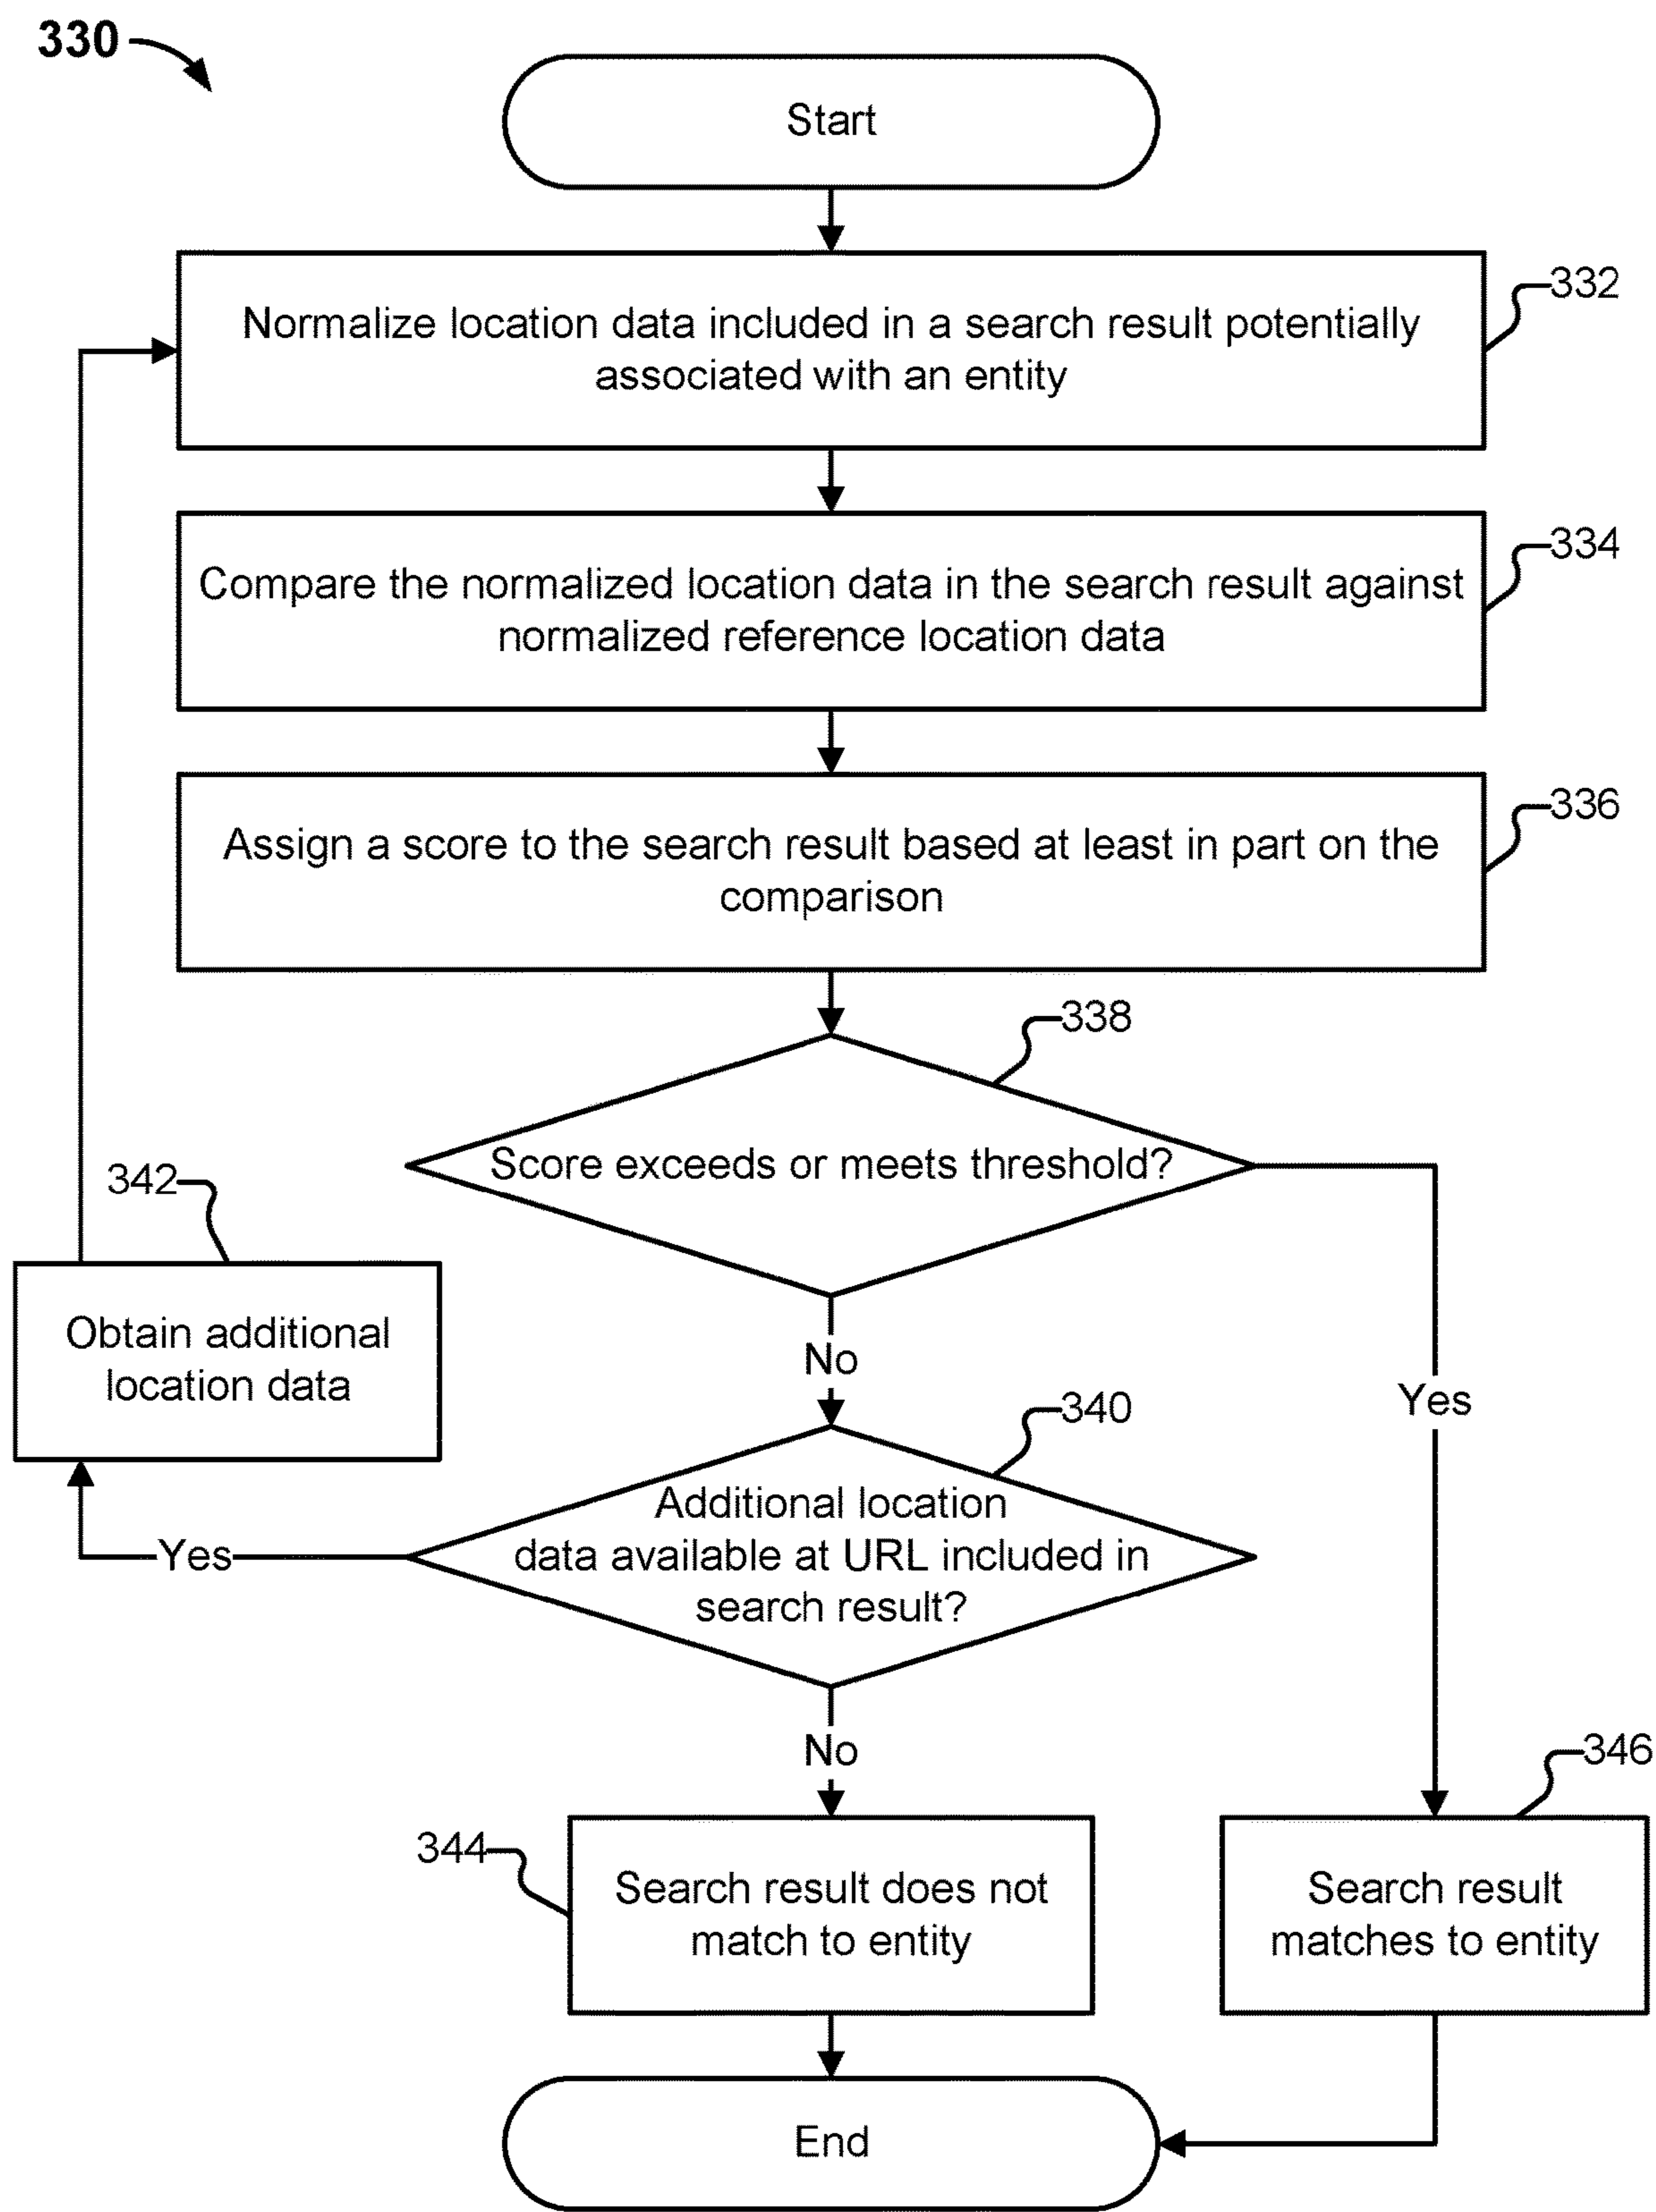 330
Start
332
Normalize location data included in a search result potentially
associated with an entity
334
Compare the normalized location data in the search result against
normalized reference location data
336
Assign a score to the search result based at least in part on the
comparison
338
Score exceeds or meets threshold?
342
Obtain additional
location data
No
Yes
340
Additional location
data available at URL included in
search result?
Yes
No
346
344
Search result does not
match to entity
Search result
matches to entity
End